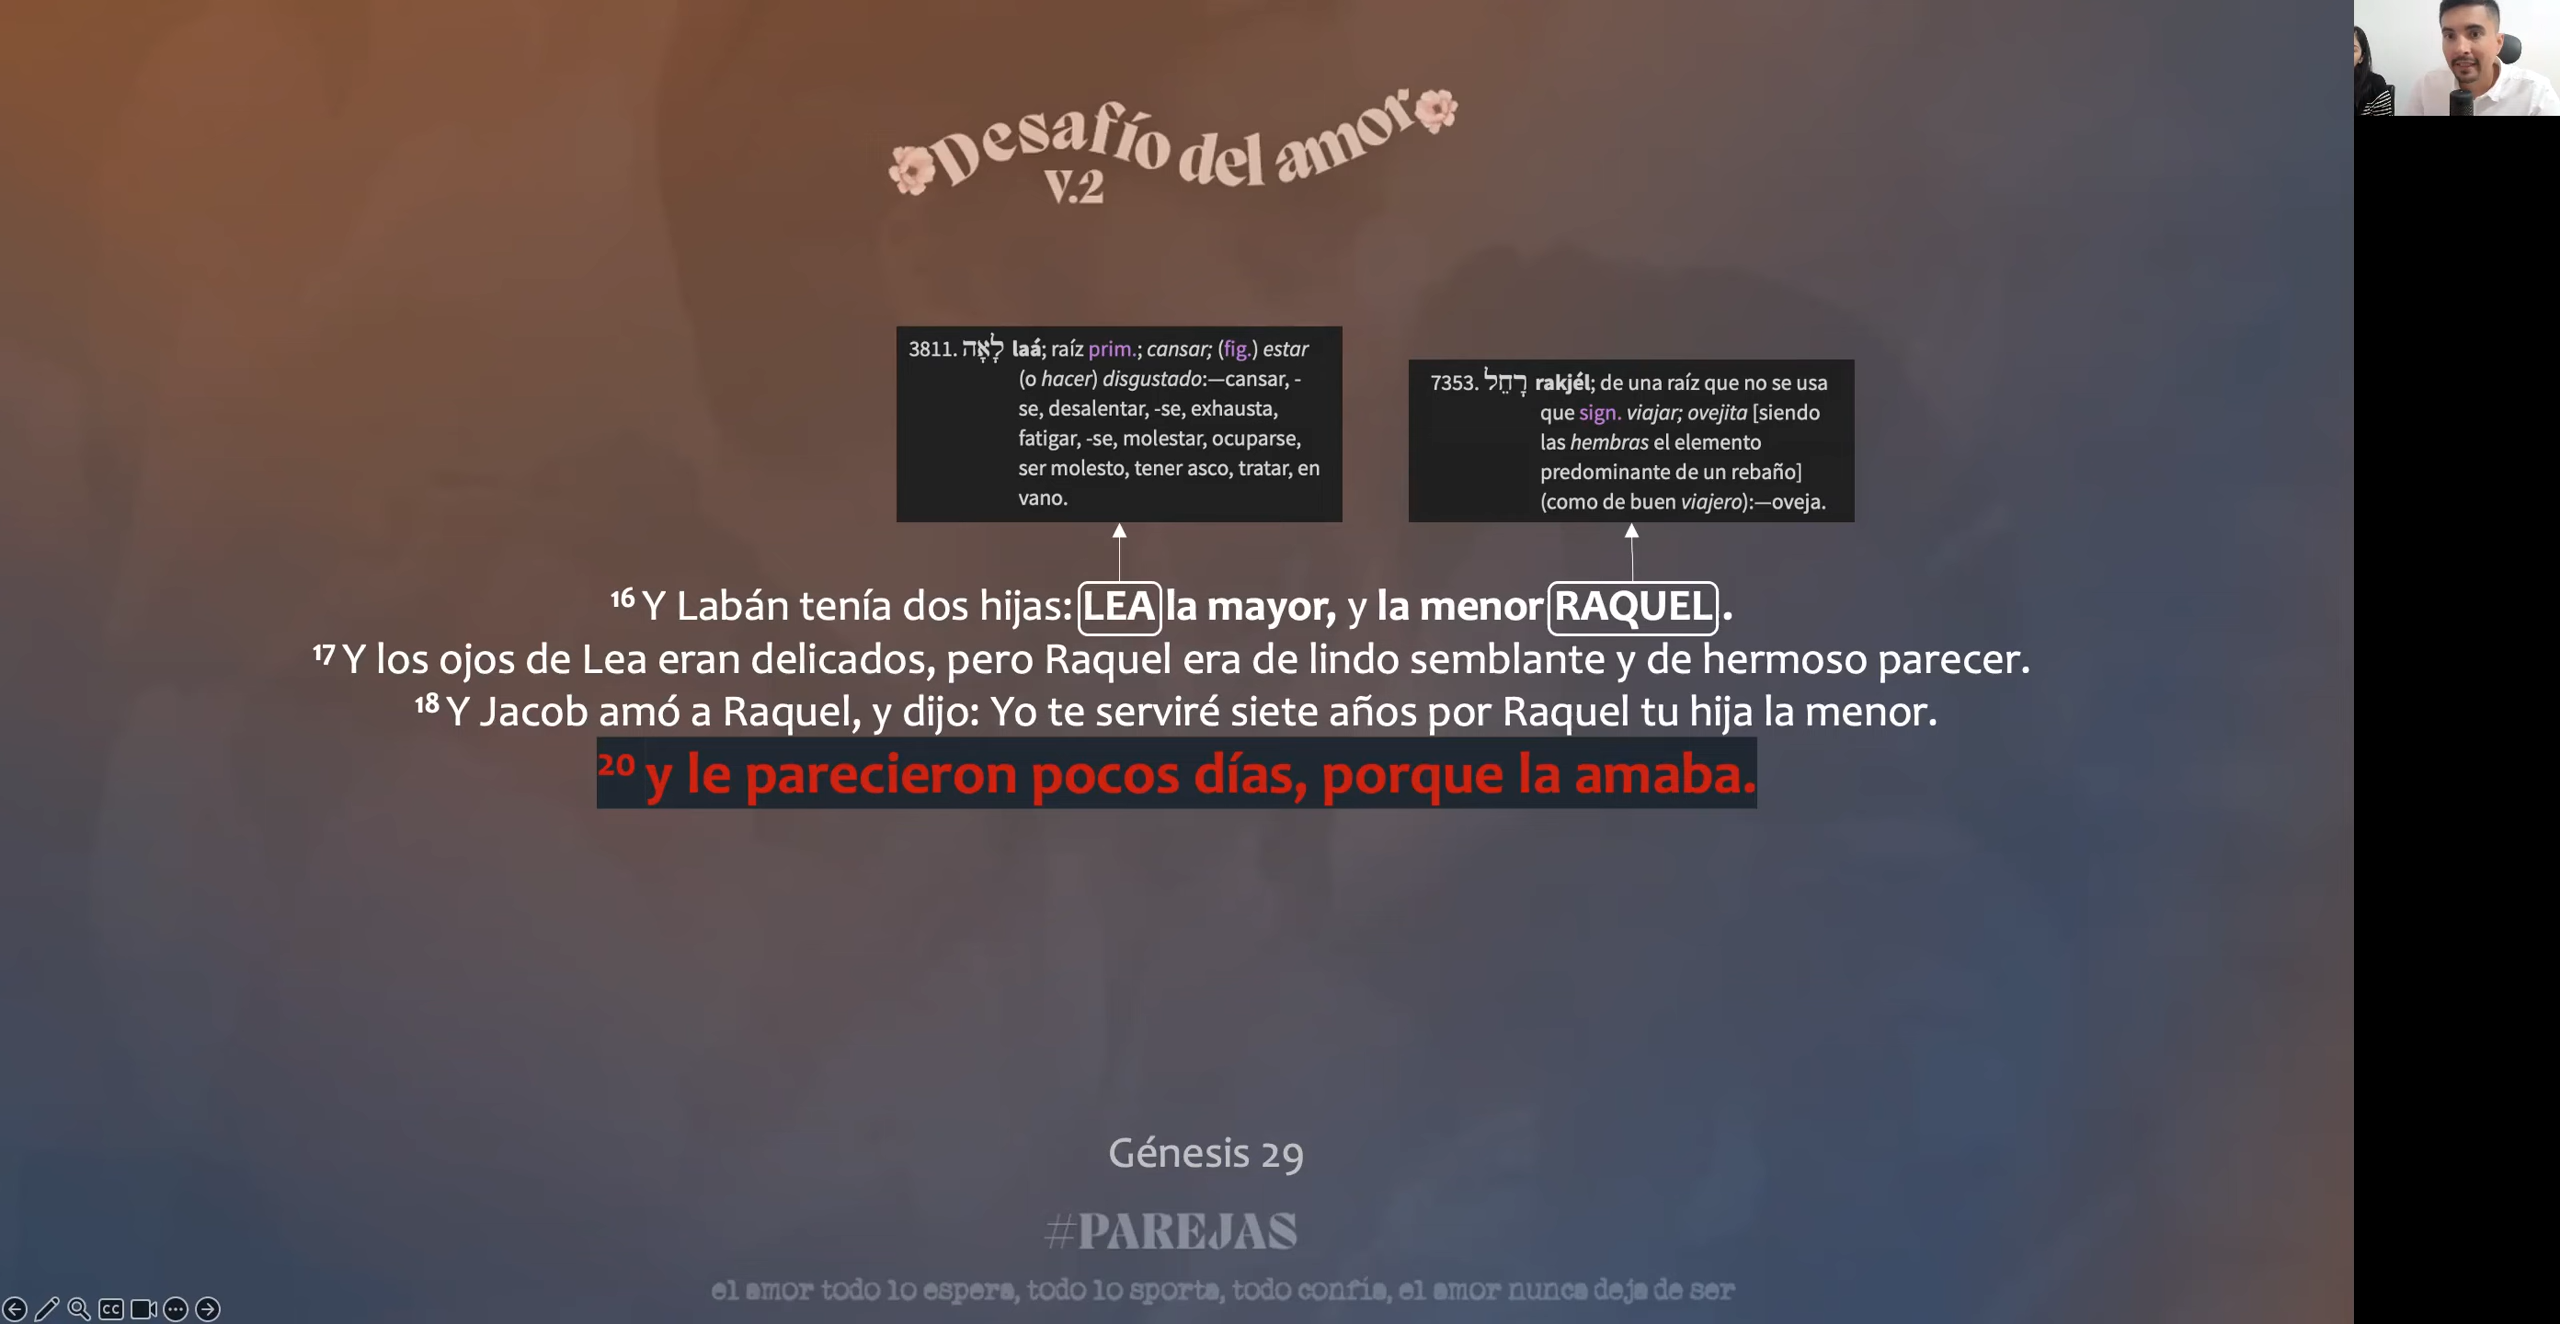 Desafío del amor
V.2
3811. לָאָה laá; raíz prim.; cansar; (fig.) estar
(o hacer) disgustado:—cansar, -
se, desalentar, -se, exhausta,
fatigar, -se, molestar, ocuparse,
ser molesto, tener asco, tratar, en
vano.
7353. רָחֵל rakjél; de una raíz que no se usa
que sign. viajar; ovejita [siendo
las hembras el elemento
predominante de un rebaño]
(como de buen viajero):—oveja.
16 Y Labán tenía dos hijas: LEA la mayor, y la menor RAQUEL.
17 Y los ojos de Lea eran delicados, pero Raquel era de lindo semblante y de hermoso parecer.
18 Y Jacob amó a Raquel, y dijo: Yo te serviré siete años por Raquel tu hija la menor.
20 y le parecieron pocos días, porque la amaba.
Génesis 29
#PAREJAS
el amor todo lo espera, todo lo sporta, todo confía, el amor nunca deja de ser
CC